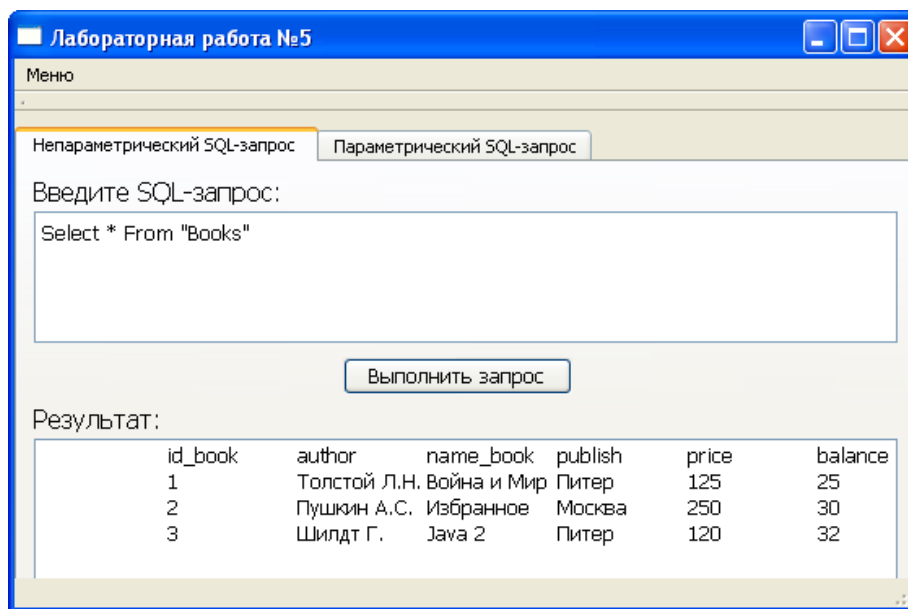 Лабораторная работа №5
Меню
Непараметрический SQL-запрос Параметрический SQL-запрос
Введите SQL-запрос:
Select * From "Books"
Выполнить запрос
Результат:
id_book author name_book publish price balance
1 Толстой Л.Н. Война и Мир Питер 125 25
2 Пушкин А.С. Избранное Москва 250 30
3 Шилдт Г. Java 2 Питер 120 32